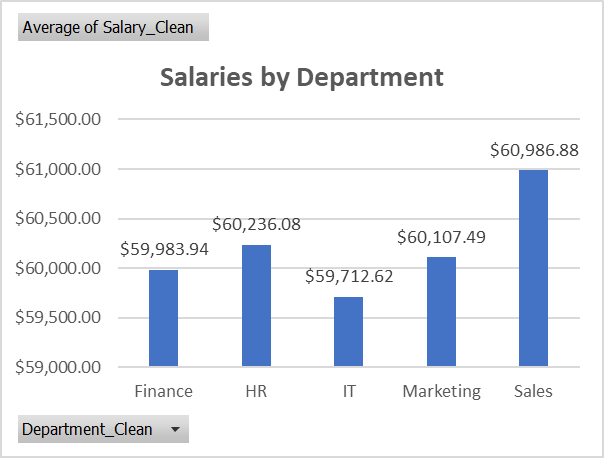 Average of Salary_Clean
Salaries by Department
$61,500.00
$61,000.00
$60,500.00
$60,000.00
$59,500.00
$59,000.00
$59,983.94
$60,236.08
$59,712.62
$60,107.49
$60,986.88
Finance
HR
IT
Marketing
Sales
Department_Clean